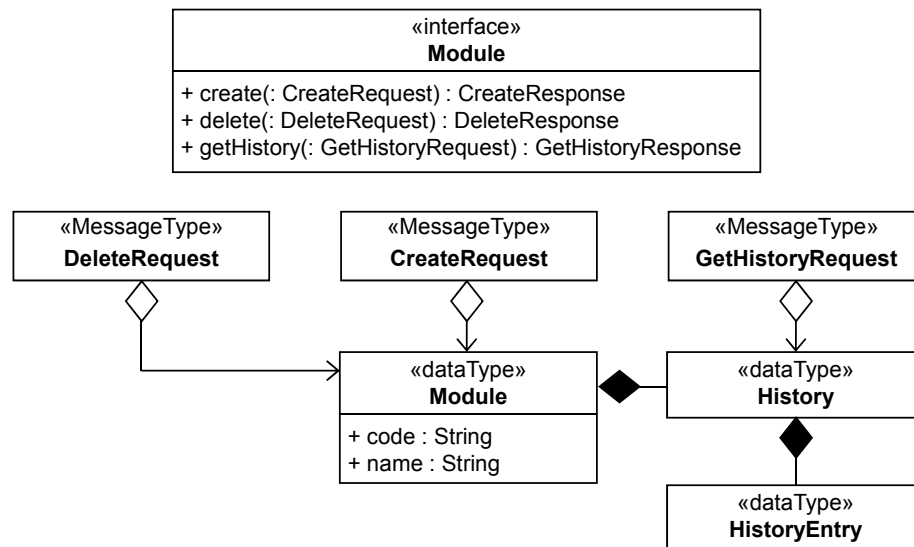 «interface»
Module
+ create(: CreateRequest) : CreateResponse
+ delete(: DeleteRequest) : DeleteResponse
+ getHistory(: GetHistoryRequest) : GetHistoryResponse
«MessageType»
DeleteRequest
«MessageType»
CreateRequest
«MessageType»
GetHistoryRequest
«dataType»
Module
+ code : String
+ name : String
«dataType»
History
«dataType»
HistoryEntry